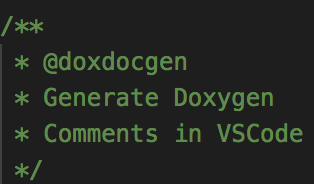 /**
 * @doxdocgen
 * Generate Doxygen
 * Comments in VSCode
 */